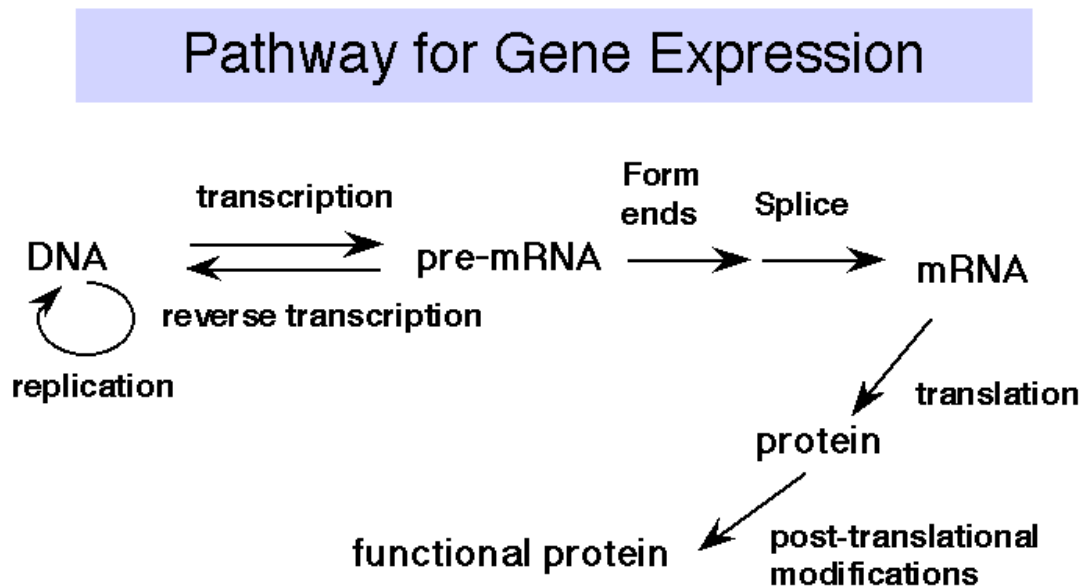 Pathway for Gene Expression
transcription
Form
ends
Splice
DNA
pre-mRNA
mRNA
reverse transcription
replication
translation
protein
functional protein
post-translational
modifications